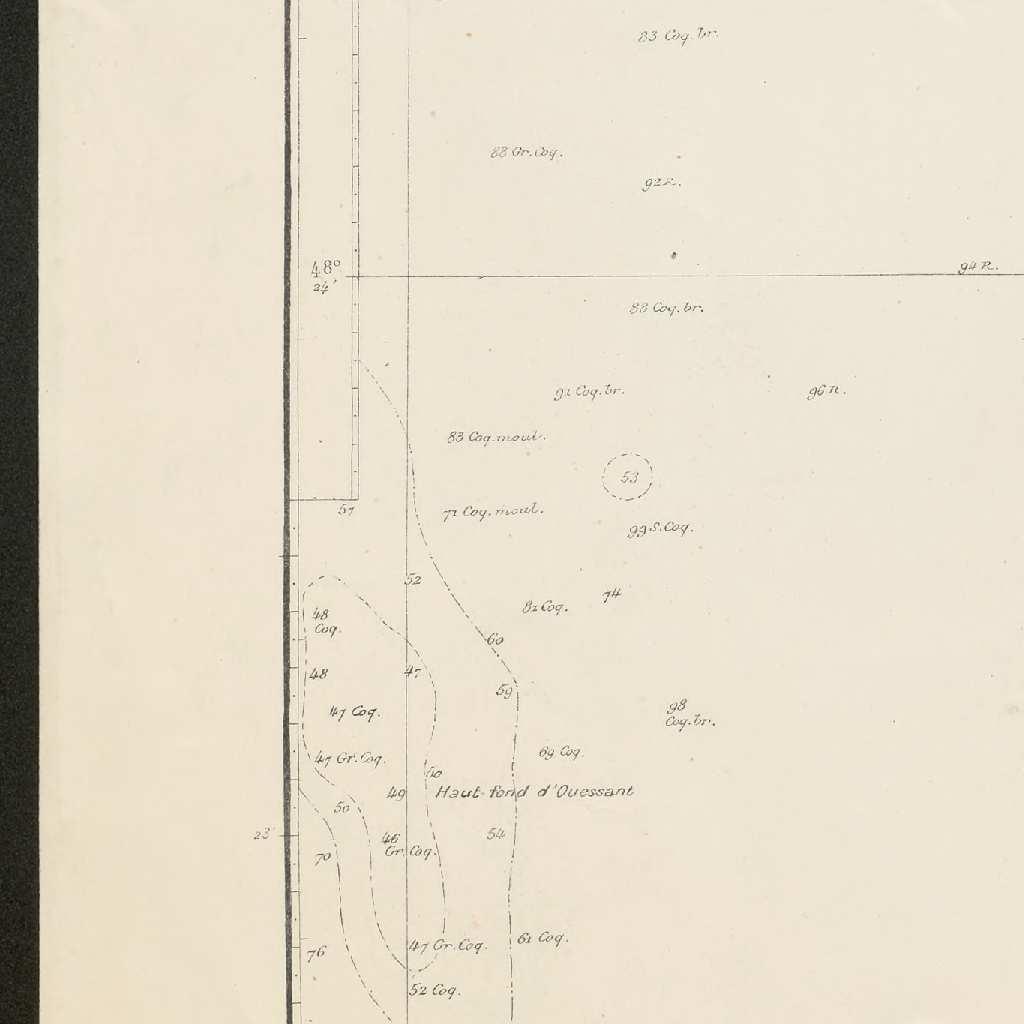 83 Coq. br.
88 Gr. Coq.
92 R.
48°
24'
94 R.
88 Coq. br.
91 Coq. br.
96 R.
83 Coq. moul.
53
57
71 Coq. moul.
99 S. Coq.
52
74
82 Coq.
48
Coq.
60
48
47
59
47 Coq.
98
Coq. br.
69 Coq.
47 Gr. Coq.
50
49
Haut-fond d'Ouessant
50
23'
54
46
Gr. Coq.
70
61 Coq.
47 Gr. Coq.
76
52 Coq.